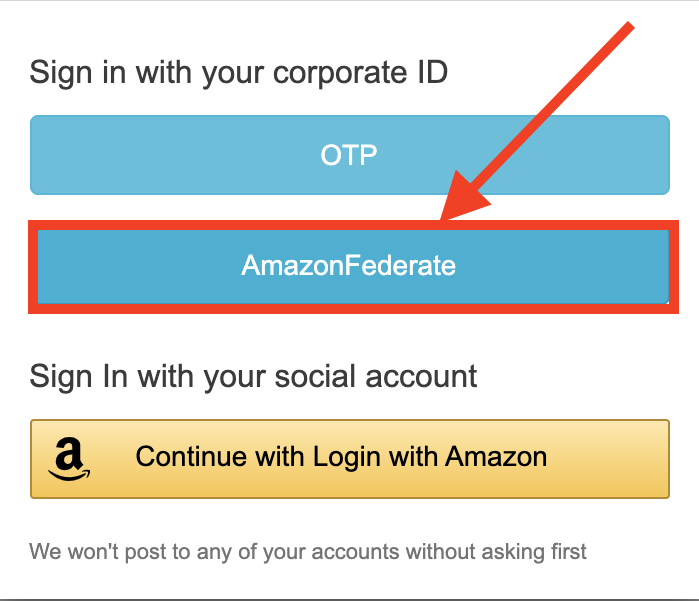 Sign in with your corporate ID
OTP
AmazonFederate
Sign In with your social account
a
Continue with Login with Amazon
We won't post to any of your accounts without asking first